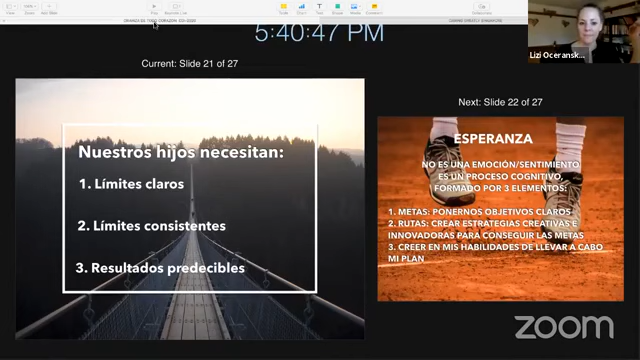 5:40:47 PM
Current: Slide 21 of 27
Nuestros hijos necesitan:
1. Límites claros
2. Límites consistentes
3. Resultados predecibles
Next: Slide 22 of 27
ESPERANZA
NO ES UNA EMOCIÓN/SENTIMIENTO
ES UN PROCESO COGNITIVO,
FORMADO POR 3 ELEMENTOS:
1. METAS: PONERNOS OBJETIVOS CLAROS
2. RUTAS: CREAR ESTRATEGIAS CREATIVAS E
INNOVADORAS PARA CONSEGUIR LAS METAS
3. CREER EN MIS HABILIDADES DE LLEVAR A CABO
MI PLAN
Lizi Oceransk...
zoom